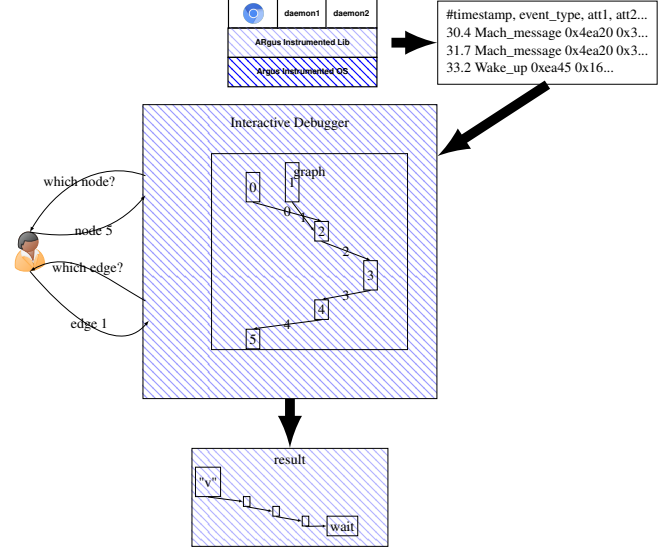 daemon1 daemon2
ARgus Instrumented Lib
Argus Instrumented OS
#timestamp, event_type, att1, att2...
30.4 Mach_message 0x4ea20 0x3...
31.7 Mach_message 0x4ea20 0x3...
33.2 Wake_up 0xea45 0x16...
Interactive Debugger
graph
0
1
0
1
2
2
3
3
4
4
5
which node?
node 5
which edge?
edge 1
result
"v"
wait